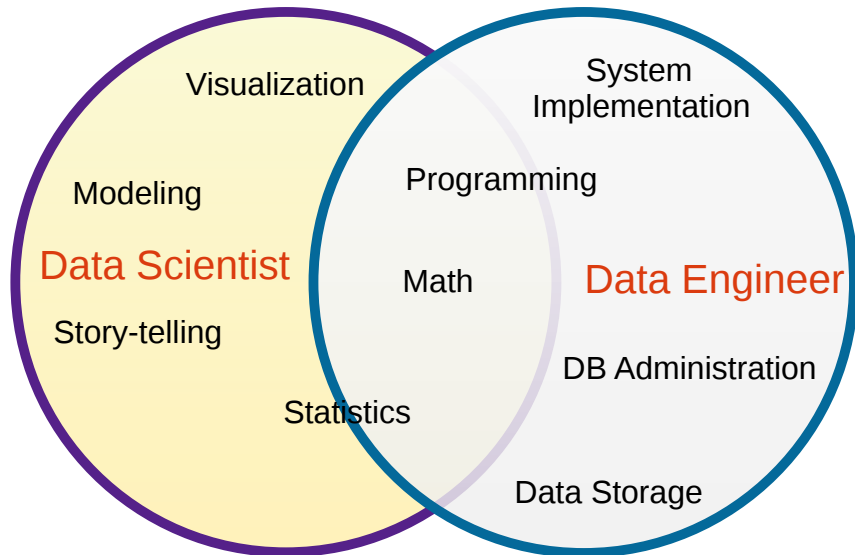 Visualization
System
Implementation
Modeling
Programming
Data Scientist
Math
Data Engineer
Story-telling
DB Administration
Statistics
Data Storage